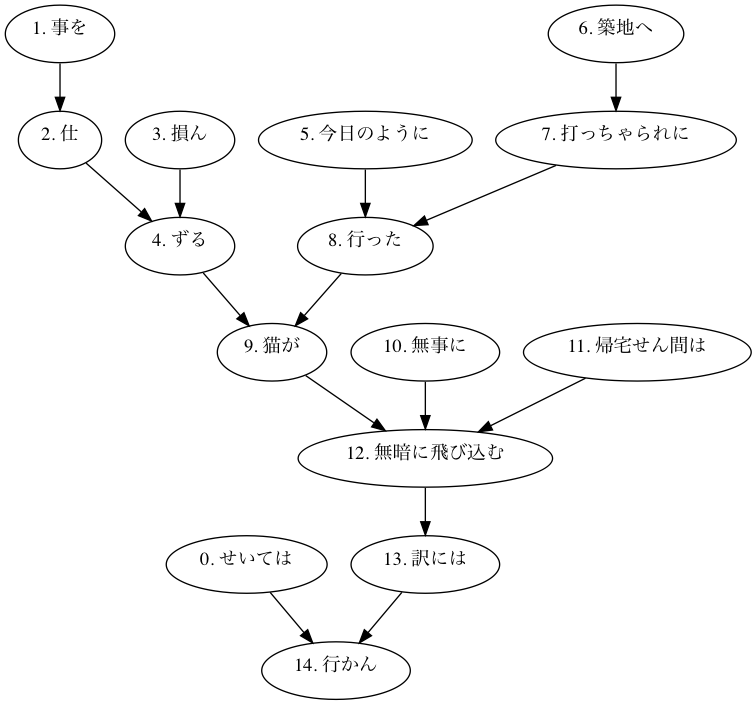 1. 事を
6. 築地へ
2. 仕
3. 損ん
5. 今日のように
7. 打っちゃられに
4. ずる
8. 行った
9. 猫が
10. 無事に
11. 帰宅せん間は
12. 無暗に飛び込む
0. せいては
13. 訳には
14. 行かん